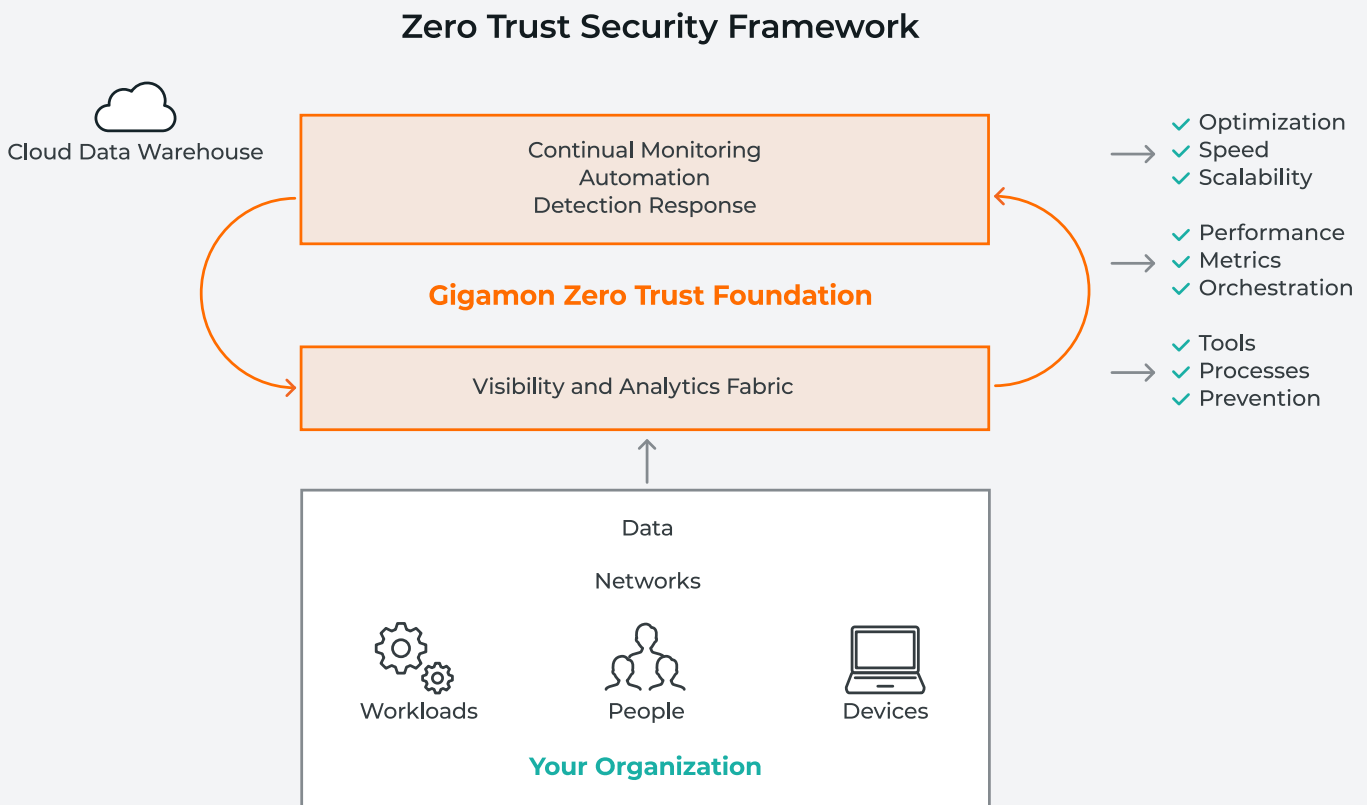 Zero Trust Security Framework
Cloud Data Warehouse
Continual Monitoring
Automation
Detection Response
Gigamon Zero Trust Foundation
Visibility and Analytics Fabric
Optimization
Speed
Scalability
Performance
Metrics
Orchestration
Tools
Processes
Prevention
Data
Networks
Workloads
People
Devices
Your Organization